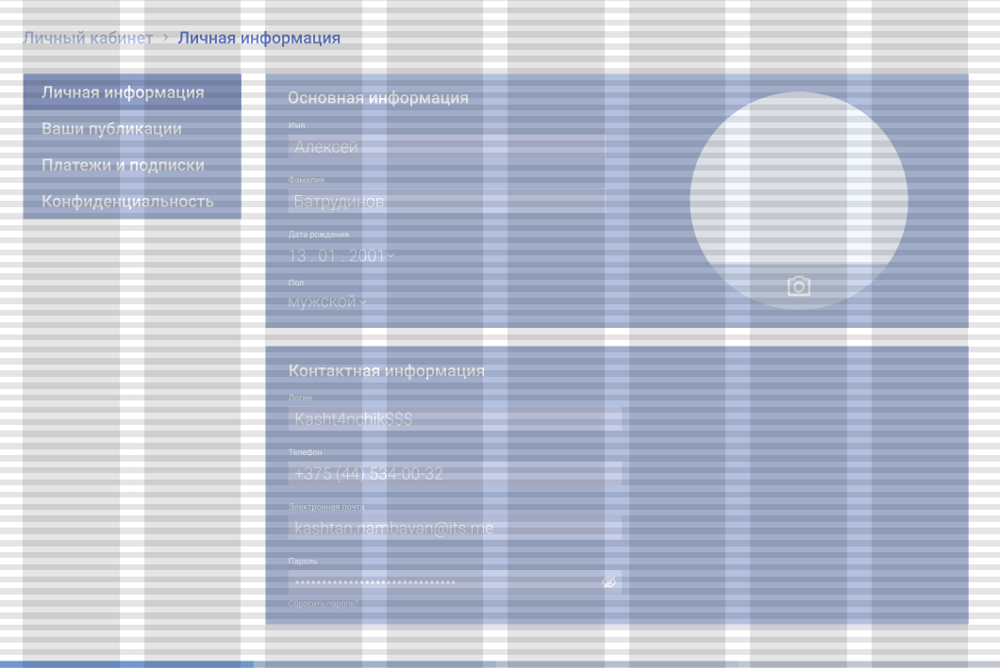 Личный кабинет > Личная информация
Личная информация
Ваши публикации
Платежи и подписки
Конфиденциальность
Основная информация
Имя
Алексей
Фамилия
Батрудинов
Дата рождения
13 . 01 . 2001
Пол
мужской
Контактная информация
Логин
Kasht4nchik$$$
Телефон
+375 (44) 534-00-32
Электронная почта
kashtan.nambavan@its.me
Пароль
Сбросить пароль?